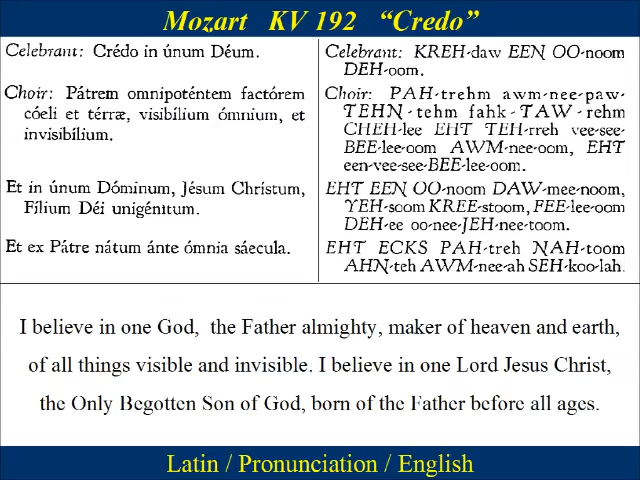 Mozart KV 192 “Credo”
Celebrant: Crédo in únum Déum.
Choir: Pátrem omnipoténtem factórem
cóeli et térræ, visibílium ómnium, et
invisibílium.
Et in únum Dóminum, Jésum Chrístum,
Fílium Déi unigénitum.
Et ex Pátre nátum ánte ómnia sáecula.
Celebrant: KREH-daw EEN OO-noom
DEH-oom.
Choir: PAH-trehm awm-nee-paw-
TEHN-tehm fahk-TAW-rehm
CHEH-lee EHT TEH-rreh vee-see-
BEE-lee-oom AWM-nee-oom, EHT
een-vee-see-BEE-lee-oom.
EHT EEN OO-noom DAW-mee-noom,
YEH-soom KREE-stoom, FEE-lee-oom
DEH-ee oo-nee-JEH-nee-toom.
EHT ECKS PAH-treh NAH-toom
AHN-teh AWM-nee-ah SEH-koo-lah.
I believe in one God, the Father almighty, maker of heaven and earth,
of all things visible and invisible. I believe in one Lord Jesus Christ,
the Only Begotten Son of God, born of the Father before all ages.
Latin / Pronunciation / English